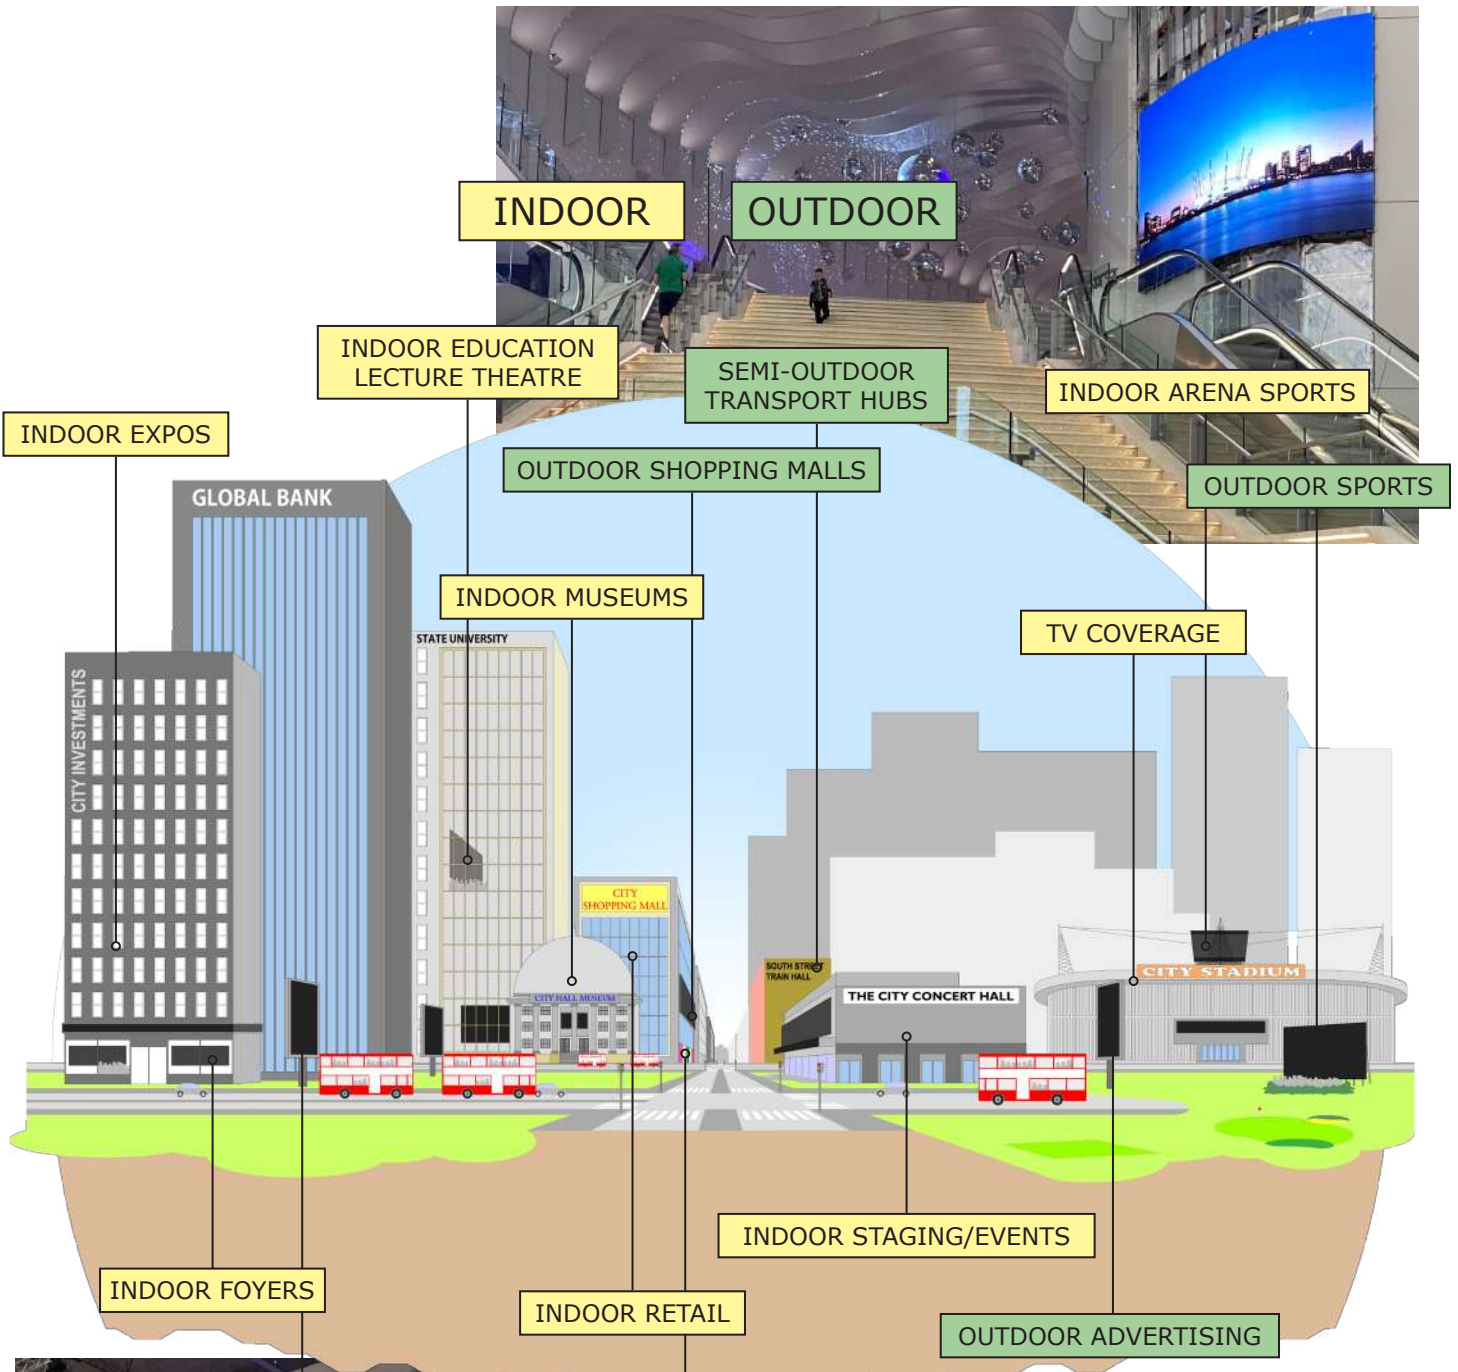 INDOOR
OUTDOOR
INDOOR EDUCATION
LECTURE THEATRE
SEMI-OUTDOOR
TRANSPORT HUBS
INDOOR ARENA SPORTS
INDOOR EXPOS
OUTDOOR SHOPPING MALLS
OUTDOOR SPORTS
GLOBAL BANK
INDOOR MUSEUMS
TV COVERAGE
STATE UNIVERSITY
CITY INVESTMENTS
CITY
SHOPPING MALL
SOUTH STREET
TRAIN HALL
CITY STADIUM
CITY HALL MUSEUM
THE CITY CONCERT HALL
INDOOR STAGING/EVENTS
INDOOR FOYERS
INDOOR RETAIL
OUTDOOR ADVERTISING